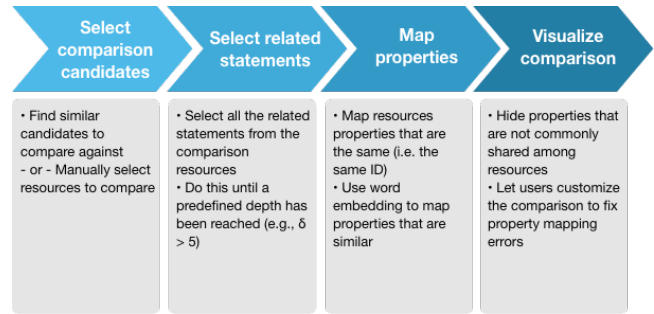 Select
comparison
candidates
Select related
statements
Map
properties
Visualize
comparison
• Find similar
candidates to
compare against
- or - Manually select
resources to compare
• Select all the related
statements from the
comparison
resources
• Do this until a
predefined depth has
been reached (e.g., δ
> 5)
• Map resources
properties that are
the same (i.e. the
same ID)
• Use word
embedding to map
properties that are
similar
• Hide properties that
are not commonly
shared among
resources
• Let users customize
the comparison to fix
property mapping
errors